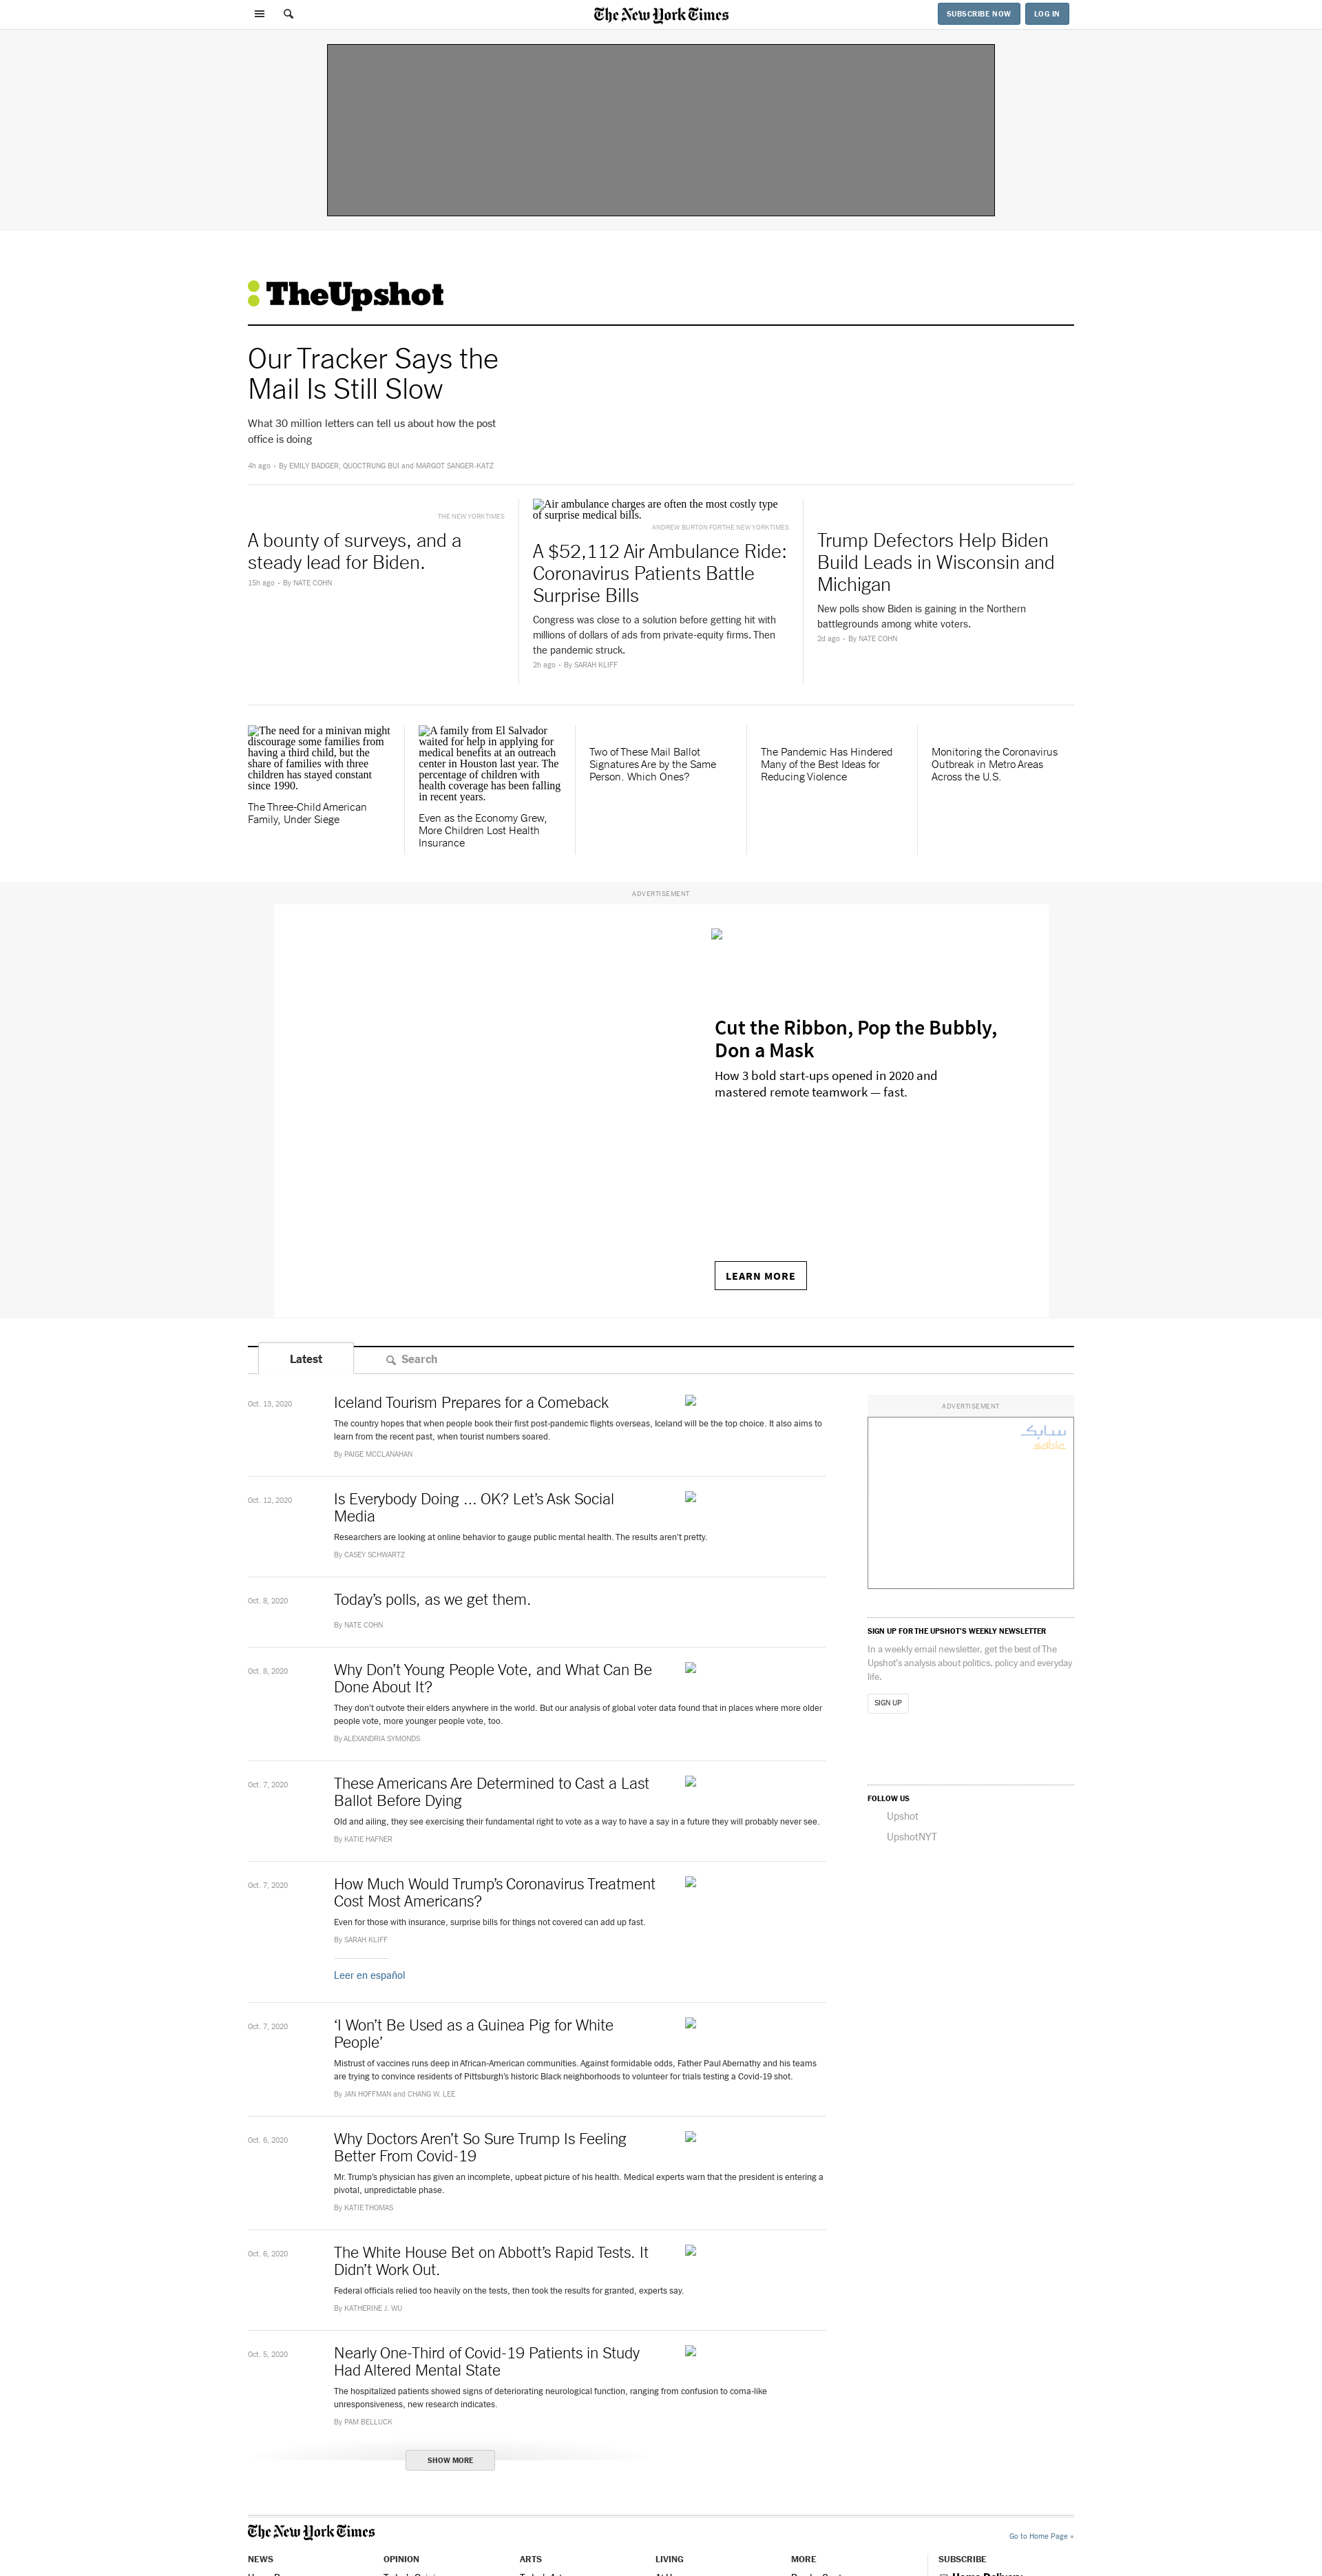 The New York Times
SUBSCRIBE NOW
LOG IN
TheUpshot
Our Tracker Says the
Mail Is Still Slow
What 30 million letters can tell us about how the post
office is doing
4h ago • By EMILY BADGER, QUOCTRUNG BUI and MARGOT SANGER-KATZ
THE NEW YORK TIMES
A bounty of surveys, and a
steady lead for Biden.
15h ago • By NATE COHN
Air ambulance charges are often the most costly type
of surprise medical bills.
ANDREW BURTON FOR THE NEW YORK TIMES
A $52,112 Air Ambulance Ride:
Coronavirus Patients Battle
Surprise Bills
Congress was close to a solution before getting hit with
millions of dollars of ads from private-equity firms. Then
the pandemic struck.
2h ago • By SARAH KLIFF
Trump Defectors Help Biden
Build Leads in Wisconsin and
Michigan
New polls show Biden is gaining in the Northern
battlegrounds among white voters.
2d ago • By NATE COHN
The need for a minivan might
discourage some families from
having a third child, but the
share of families with three
children has stayed constant
since 1990.
The Three-Child American
Family, Under Siege
A family from El Salvador
waited for help in applying for
medical benefits at an outreach
center in Houston last year. The
percentage of children with
health coverage has been falling
in recent years.
Even as the Economy Grew,
More Children Lost Health
Insurance
Two of These Mail Ballot
Signatures Are by the Same
Person. Which Ones?
The Pandemic Has Hindered
Many of the Best Ideas for
Reducing Violence
Monitoring the Coronavirus
Outbreak in Metro Areas
Across the U.S.
ADVERTISEMENT
Cut the Ribbon, Pop the Bubbly,
Don a Mask
How 3 bold start-ups opened in 2020 and
mastered remote teamwork — fast.
LEARN MORE
Latest
Search
Oct. 13, 2020
Iceland Tourism Prepares for a Comeback
The country hopes that when people book their first post-pandemic flights overseas, Iceland will be the top choice. It also aims to
learn from the recent past, when tourist numbers soared.
By PAIGE MCCLANAHAN
Oct. 12, 2020
Is Everybody Doing … OK? Let’s Ask Social
Media
Researchers are looking at online behavior to gauge public mental health. The results aren’t pretty.
By CASEY SCHWARTZ
Oct. 8, 2020
Today’s polls, as we get them.
By NATE COHN
Oct. 8, 2020
Why Don’t Young People Vote, and What Can Be
Done About It?
They don’t outvote their elders anywhere in the world. But our analysis of global voter data found that in places where more older
people vote, more younger people vote, too.
By ALEXANDRIA SYMONDS
Oct. 7, 2020
These Americans Are Determined to Cast a Last
Ballot Before Dying
Old and ailing, they see exercising their fundamental right to vote as a way to have a say in a future they will probably never see.
By KATIE HAFNER
Oct. 7, 2020
How Much Would Trump’s Coronavirus Treatment
Cost Most Americans?
Even for those with insurance, surprise bills for things not covered can add up fast.
By SARAH KLIFF
Leer en español
Oct. 7, 2020
‘I Won’t Be Used as a Guinea Pig for White
People’
Mistrust of vaccines runs deep in African-American communities. Against formidable odds, Father Paul Abernathy and his teams
are trying to convince residents of Pittsburgh’s historic Black neighborhoods to volunteer for trials testing a Covid-19 shot.
By JAN HOFFMAN and CHANG W. LEE
Oct. 6, 2020
Why Doctors Aren’t So Sure Trump Is Feeling
Better From Covid-19
Mr. Trump’s physician has given an incomplete, upbeat picture of his health. Medical experts warn that the president is entering a
pivotal, unpredictable phase.
By KATIE THOMAS
Oct. 6, 2020
The White House Bet on Abbott’s Rapid Tests. It
Didn’t Work Out.
Federal officials relied too heavily on the tests, then took the results for granted, experts say.
By KATHERINE J. WU
Oct. 5, 2020
Nearly One-Third of Covid-19 Patients in Study
Had Altered Mental State
The hospitalized patients showed signs of deteriorating neurological function, ranging from confusion to coma-like
unresponsiveness, new research indicates.
By PAM BELLUCK
SHOW MORE
ADVERTISEMENT
سابك
sabic
SIGN UP FOR THE UPSHOT'S WEEKLY NEWSLETTER
In a weekly email newsletter, get the best of The
Upshot's analysis about politics, policy and everyday
life.
SIGN UP
FOLLOW US
Upshot
UpshotNYT
The New York Times
Go to Home Page »
NEWS
OPINION
ARTS
LIVING
MORE
SUBSCRIBE